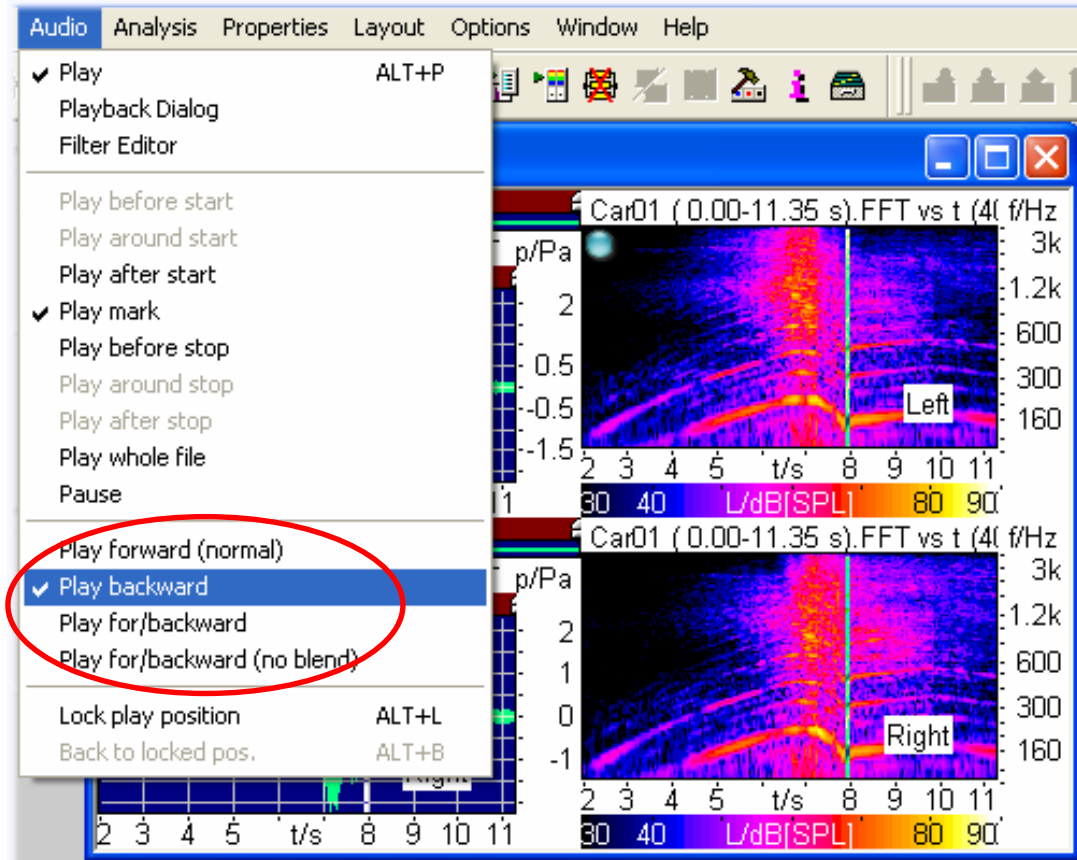 Audio Analysis Properties Layout Options Window Help
Play ALT+P
Playback Dialog
Filter Editor
Play before start
Play around start
Play after start
Play mark
Play before stop
Play around stop
Play after stop
Play whole file
Pause
Play forward (normal)
Play backward
Play for/backward
Play for/backward (no blend)
Lock play position ALT+L
Back to locked pos. ALT+B
p/Pa
2
0.5
-0.5
-1.5
11
Car01 (0.00-11.35 s).FFT vs t (4 f/Hz
3k
1.2k
600
300
160
Left
2 3 4 5 t/s 8 9 10 11
30 40 L/dB[SPL] 80 90
p/Pa
2
1
0
-1
Right
2 3 4 5 t/s 8 9 10 11
Car01 (0.00-11.35 s).FFT vs t (4 f/Hz
3k
1.2k
600
300
160
Right
2 3 4 5 t/s 8 9 10 11
30 40 L/dB[SPL] 80 90